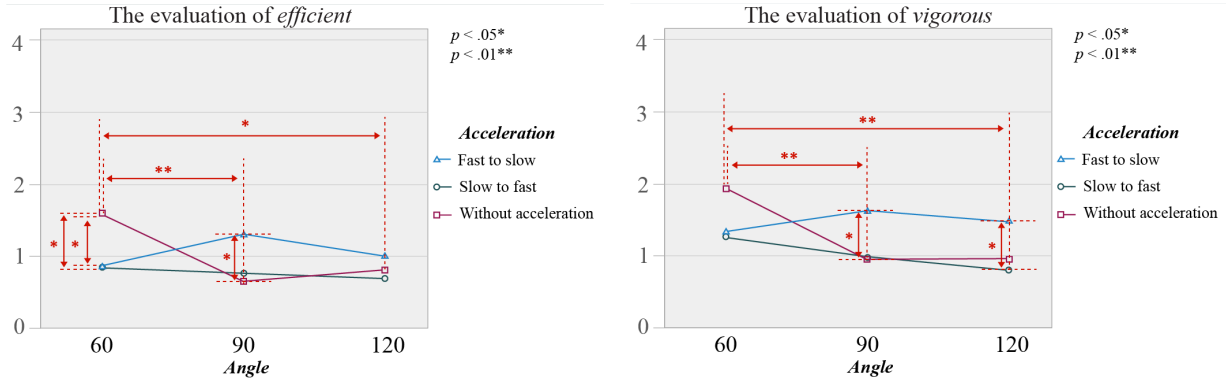 The evaluation of efficient
p < .05*
p < .01**
4
3
2
1
0
*
**
*
*
*
60
90
120
Angle
Acceleration
Fast to slow
Slow to fast
Without acceleration
The evaluation of vigorous
p < .05*
p < .01**
4
3
2
1
0
**
**
*
*
60
90
120
Angle
Acceleration
Fast to slow
Slow to fast
Without acceleration